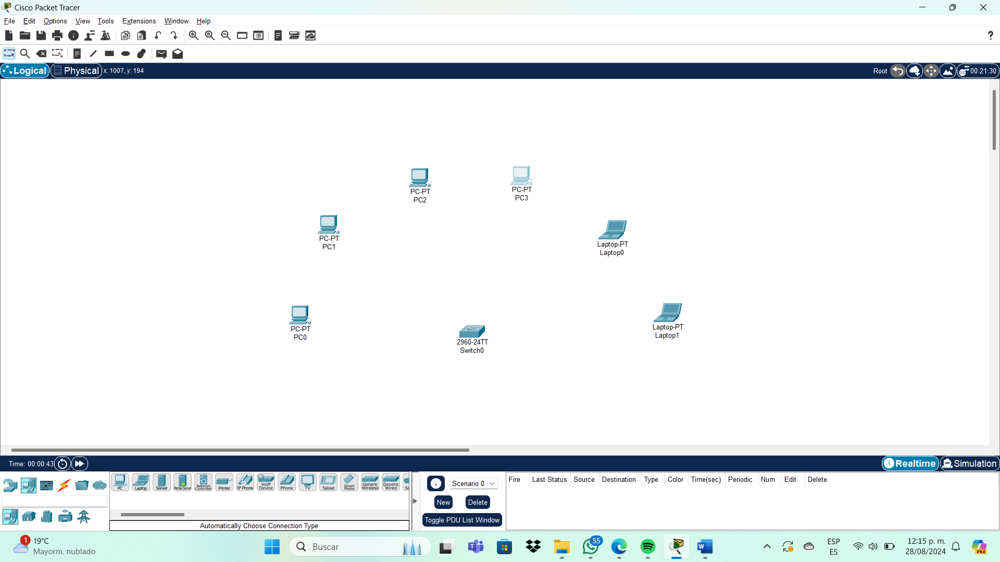 Cisco Packet Tracer
File Edit Options View Tools Extensions Window Help
?
Logical Physical x: 1007, y: 194 Root 00:21:30
PC-PT
PC2
PC-PT
PC3
PC-PT
PC1
Laptop-PT
Laptop0
PC-PT
PC0
2960-24TT
Switch0
Laptop-PT
Laptop1
Time: 00:00:43 Realtime Simulation
PC Laptop Server Meraki Server Network Controller Printer IP Phone VoIP Device Phone TV Tablet Smart Phone Generic Wireless Generic Wired
Automatically Choose Connection Type
Scenario 0
New Delete
Toggle PDU List Window
Fire Last Status Source Destination Type Color Time(sec) Periodic Num Edit Delete
1 19°C
Mayorm. nublado
Buscar
55
ESP
ES
12:15 p. m.
28/08/2024
PRE